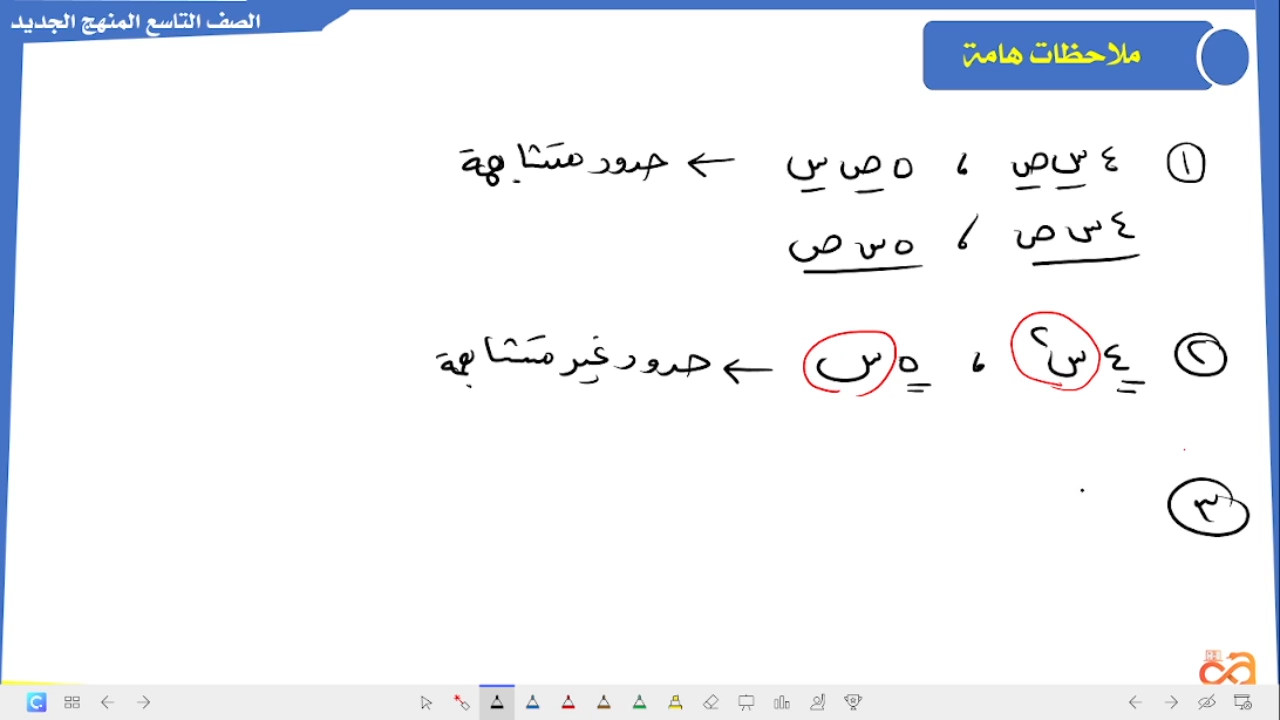 الصف التاسع المنهج الجديد
ملاحظات هامة
١ ٤ س ص ، ٥ ص س ← حدود متشابهة
٤ س ص ، ٥ س ص
٢ ٤ س٢ ، ٥ س ← حدود غير متشابهة
٣